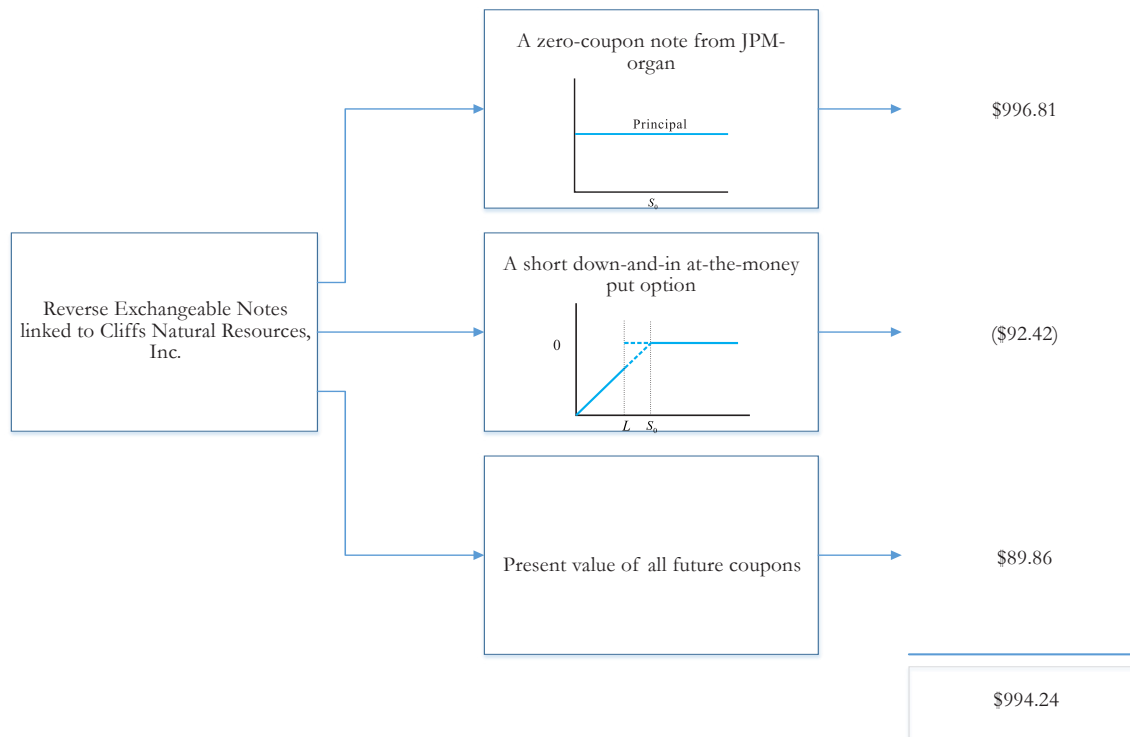 A zero-coupon note from JPM-
organ
Principal
S₀
$996.81
Reverse Exchangeable Notes
linked to Cliffs Natural Resources,
Inc.
A short down-and-in at-the-money
put option
0
L S₀
($92.42)
Present value of all future coupons
$89.86
$994.24